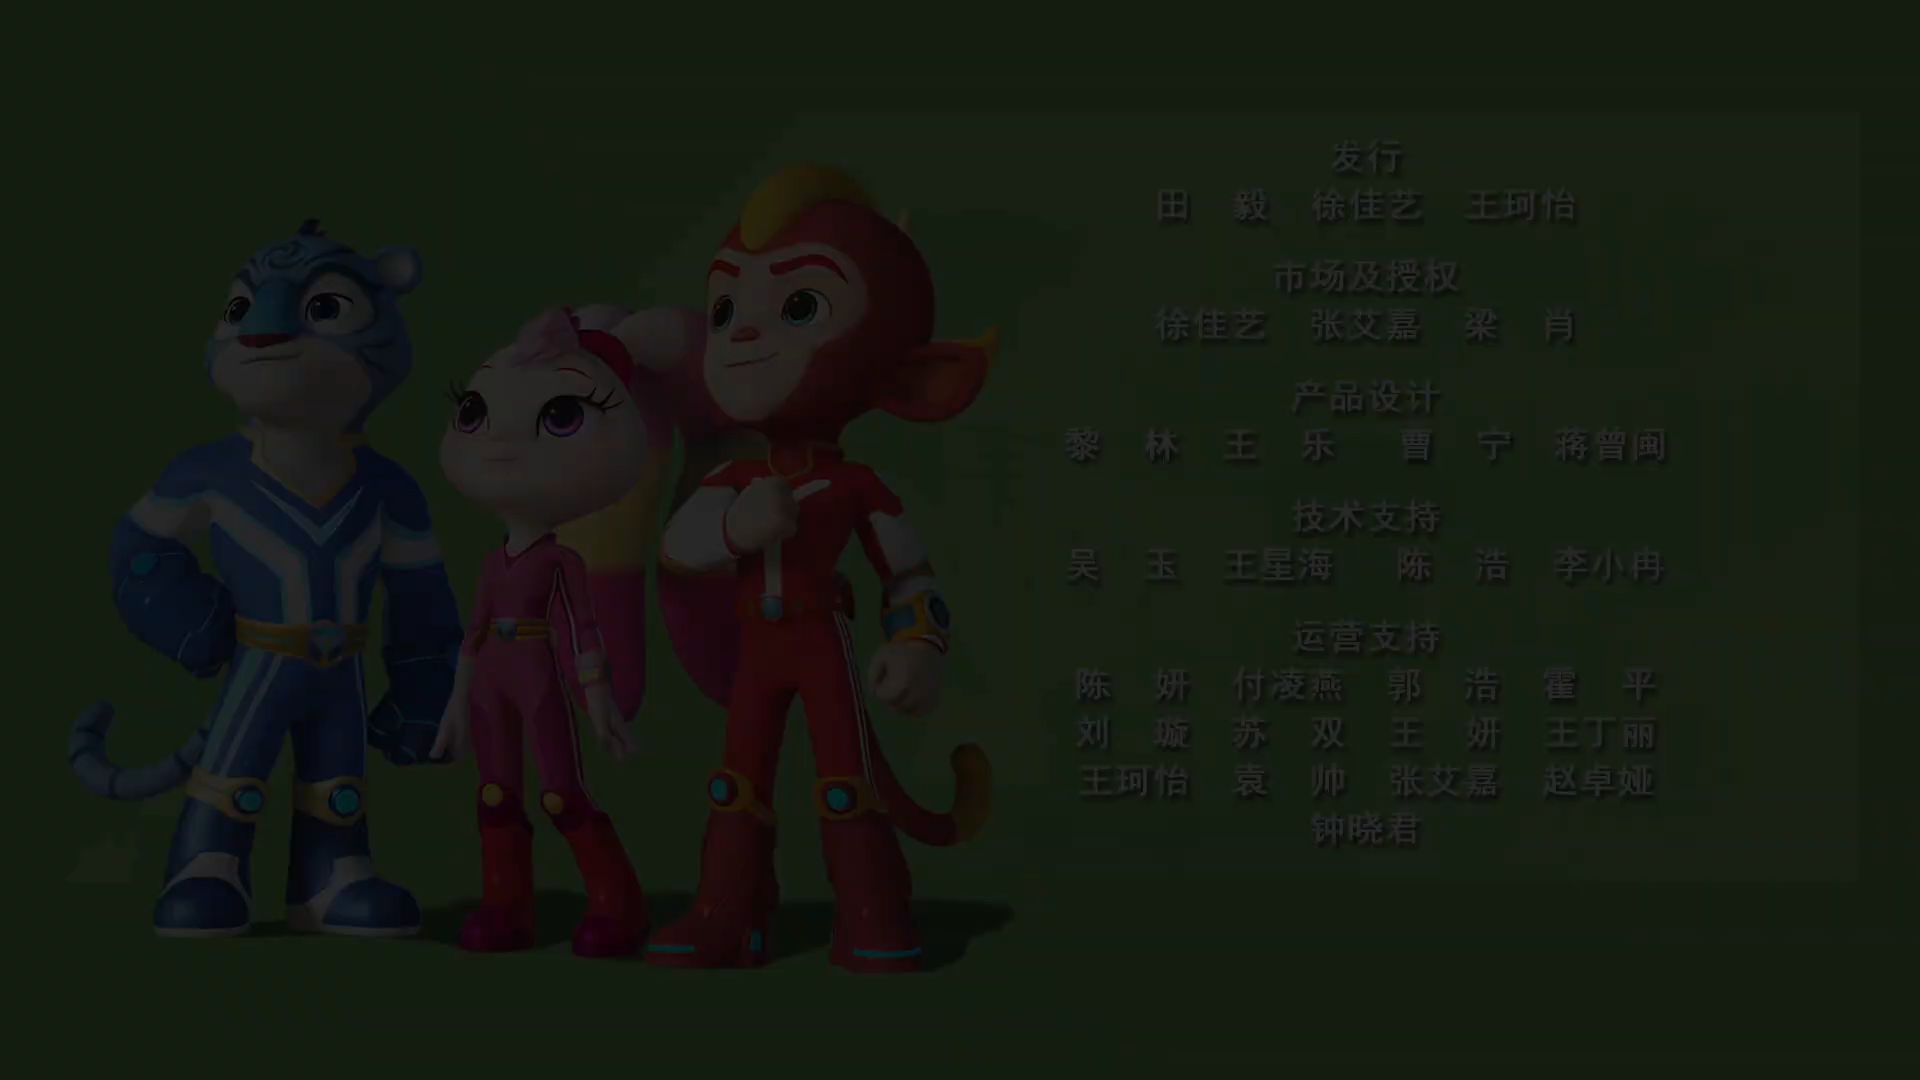 发行
田 毅 徐佳艺 王珂怡
市场及授权
徐佳艺 张艾嘉 梁 肖
产品设计
黎 林 王 乐 曹 宁 蒋曾闽
技术支持
吴 玉 王星海 陈 浩 李小冉
运营支持
陈 妍 付凌燕 郭 浩 霍 平
刘 璇 苏 双 王 妍 王丁丽
王珂怡 袁 帅 张艾嘉 赵卓娅
钟晓君